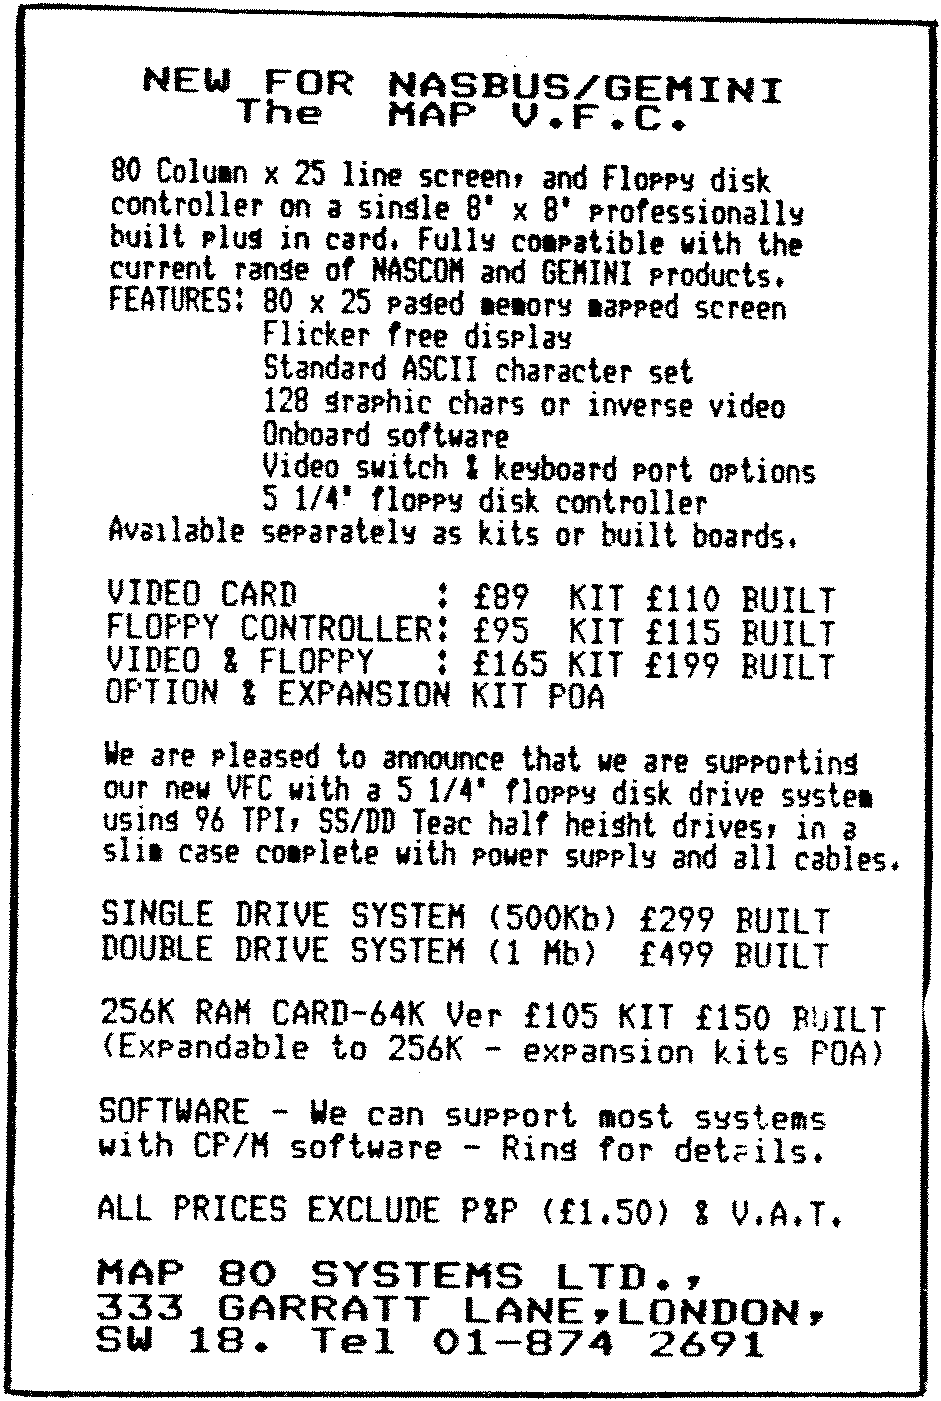 NEW FOR NASBUS/GEMINI
The MAP V.F.C.
80 Column x 25 line screen, and Floppy disk
controller on a single 8" x 8" professionally
built plug in card. Fully compatible with the
current range of NASCOM and GEMINI products.
FEATURES: 80 x 25 paged memory mapped screen
Flicker free display
Standard ASCII character set
128 graphic chars or inverse video
Onboard software
Video switch & keyboard port options
5 1/4" floppy disk controller
Available separately as kits or built boards.
VIDEO CARD : £89 KIT £110 BUILT
FLOPPY CONTROLLER: £95 KIT £115 BUILT
VIDEO & FLOPPY : £165 KIT £199 BUILT
OPTION & EXPANSION KIT POA
We are pleased to announce that we are supporting
our new VFC with a 5 1/4" floppy disk drive system
using 96 TPI, SS/DD Teac half height drives, in a
slim case complete with power supply and all cables.
SINGLE DRIVE SYSTEM (500Kb) £299 BUILT
DOUBLE DRIVE SYSTEM (1 Mb) £499 BUILT
256K RAM CARD-64K Ver £105 KIT £150 BUILT
(Expandable to 256K - expansion kits POA)
SOFTWARE - We can support most systems
with CP/M software - Ring for details.
ALL PRICES EXCLUDE P&P (£1.50) & V.A.T.
MAP 80 SYSTEMS LTD.,
333 GARRATT LANE,LONDON,
SW 18. Tel 01-874 2691